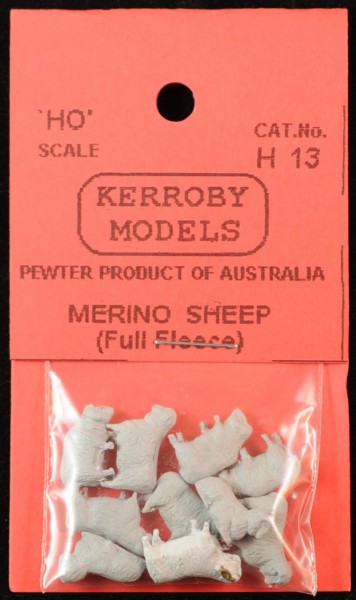 'HO'
SCALE
CAT.No.
H 13
KERROBY
MODELS
PEWTER PRODUCT OF AUSTRALIA
MERINO SHEEP
(Full Fleece)